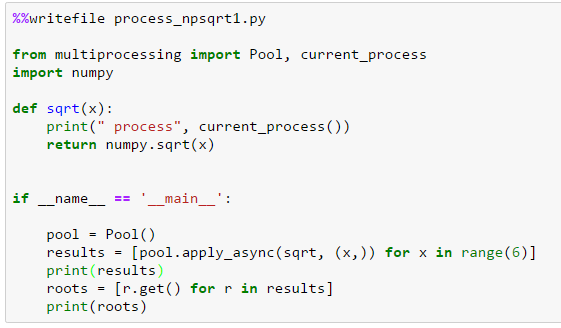 %%writefile process_npsqrt1.py
from multiprocessing import Pool, current_process
import numpy
def sqrt(x):
    print(" process", current_process())
    return numpy.sqrt(x)
if __name__ == '__main__':
    pool = Pool()
    results = [pool.apply_async(sqrt, (x,)) for x in range(6)]
    print(results)
    roots = [r.get() for r in results]
    print(roots)